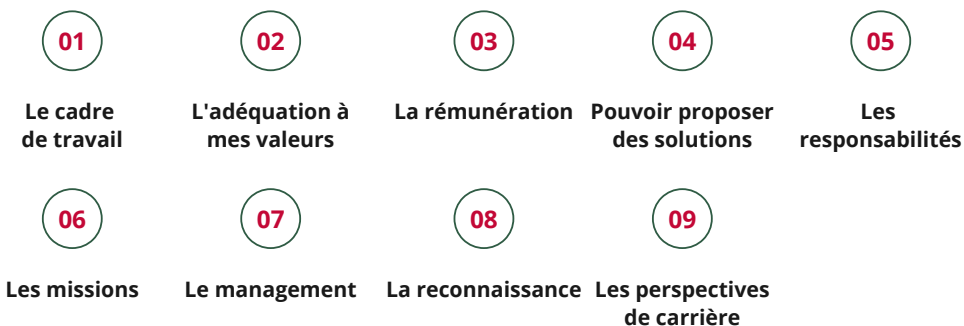 01
02
03
04
05
Le cadre
de travail
L'adéquation à
mes valeurs
La rémunération
Pouvoir proposer
des solutions
Les
responsabilités
06
07
08
09
Les missions
Le management
La reconnaissance
Les perspectives
de carrière